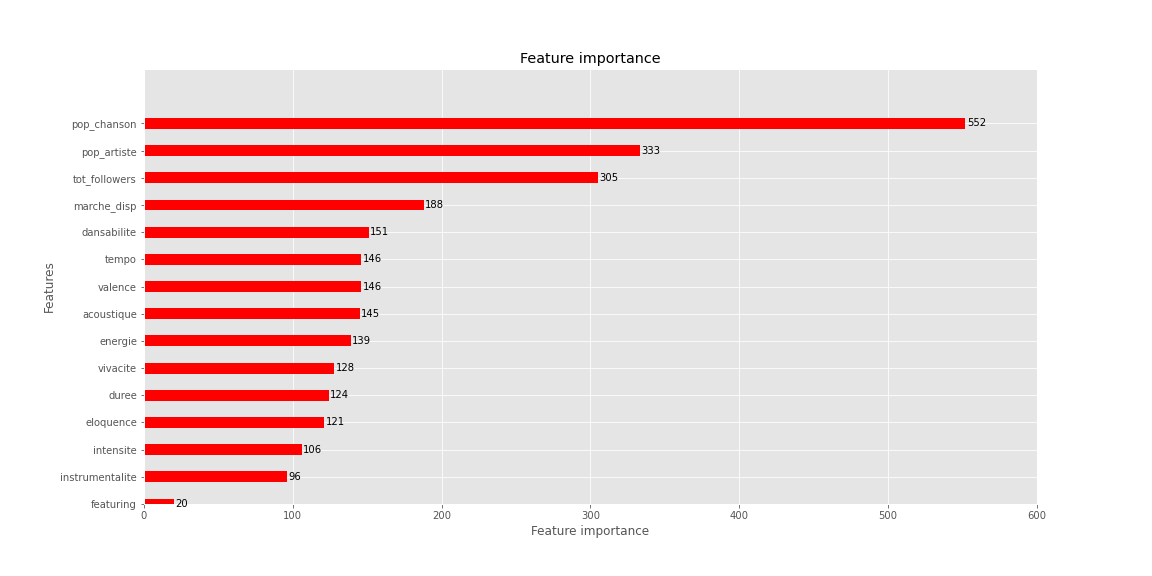 Feature importance
pop_chanson 552
pop_artiste 333
tot_followers 305
marche_disp 188
dansabilite 151
tempo 146
valence 146
acoustique 145
energie 139
vivacite 128
duree 124
eloquence 121
intensite 106
instrumentalite 96
featuring 20
0 100 200 300 400 500 600
Feature importance
Features